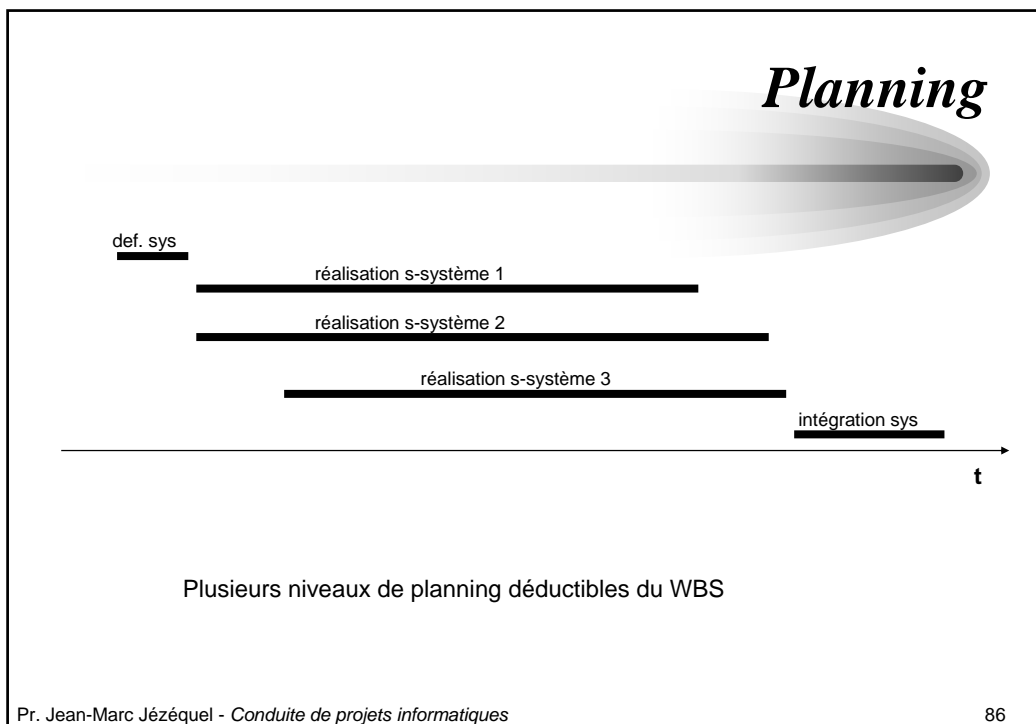 Planning
def. sys
réalisation s-système 1
réalisation s-système 2
réalisation s-système 3
intégration sys
t
Plusieurs niveaux de planning déductibles du WBS
Pr. Jean-Marc Jézéquel - Conduite de projets informatiques 86